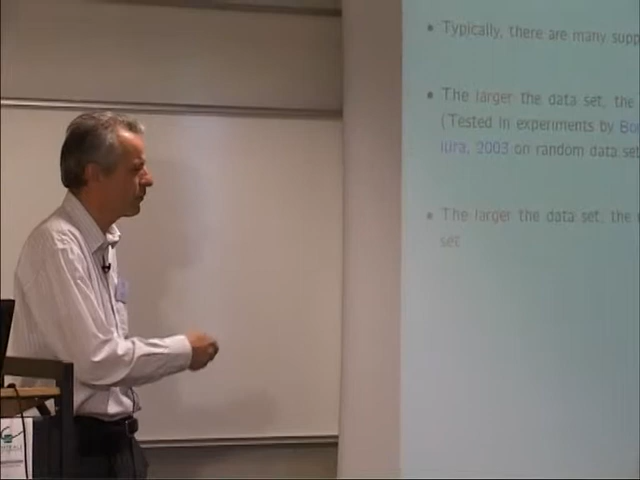 • Typically, there are many supp
• The larger the data set, the
(Tested in experiments by Bor
iura, 2003 on random data set
• The larger the data set, the
set